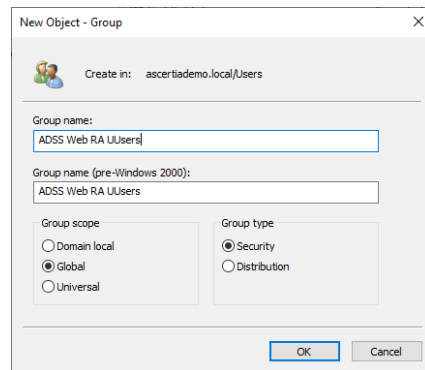 New Object - Group
Create in: ascertiademo.local/Users
Group name:
ADSS Web RA UUsers
Group name (pre-Windows 2000):
ADSS Web RA UUsers
Group scope
Group type
Domain local
Security
Global
Distribution
Universal
OK
Cancel